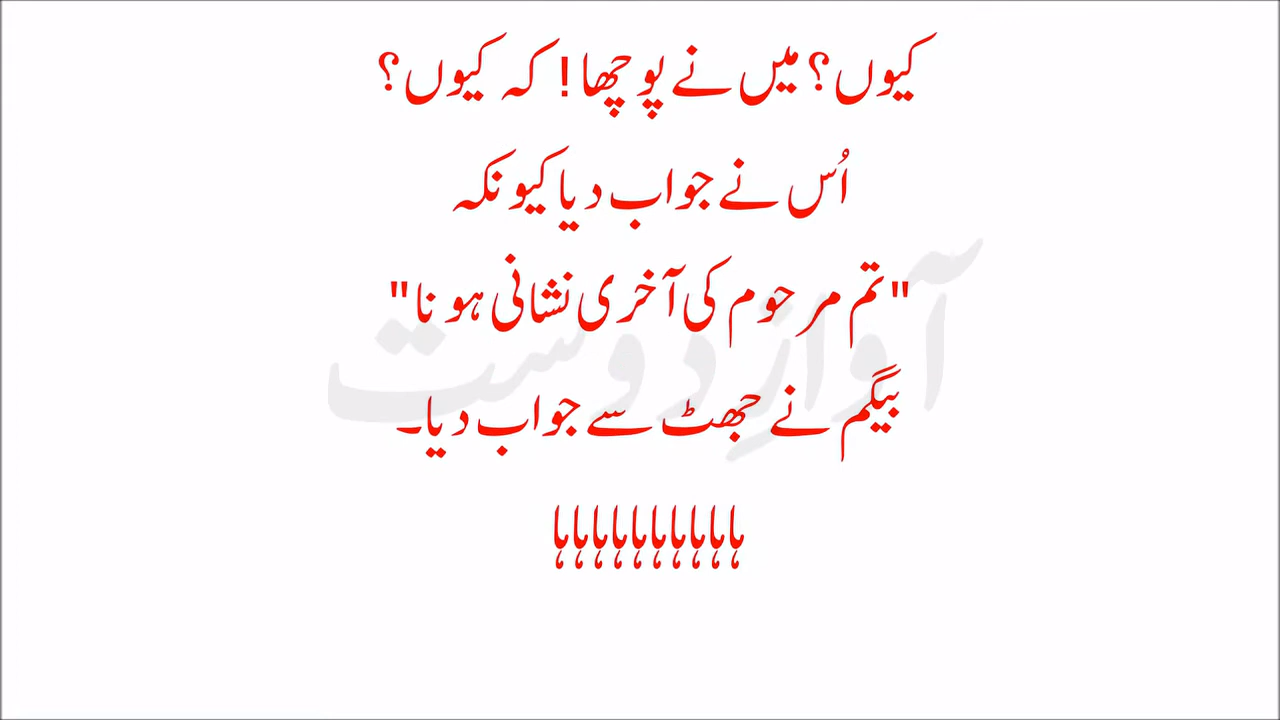 کیوں؟ میں نے پوچھا! کہ کیوں؟
اُس نے جواب دیا کیونکہ
"تم مرحوم کی آخری نشانی ہو نا"
آوازِ دوست
بیگم نے جھٹ سے جواب دیا۔
ہاہاہاہاہاہاہاہاہاہا